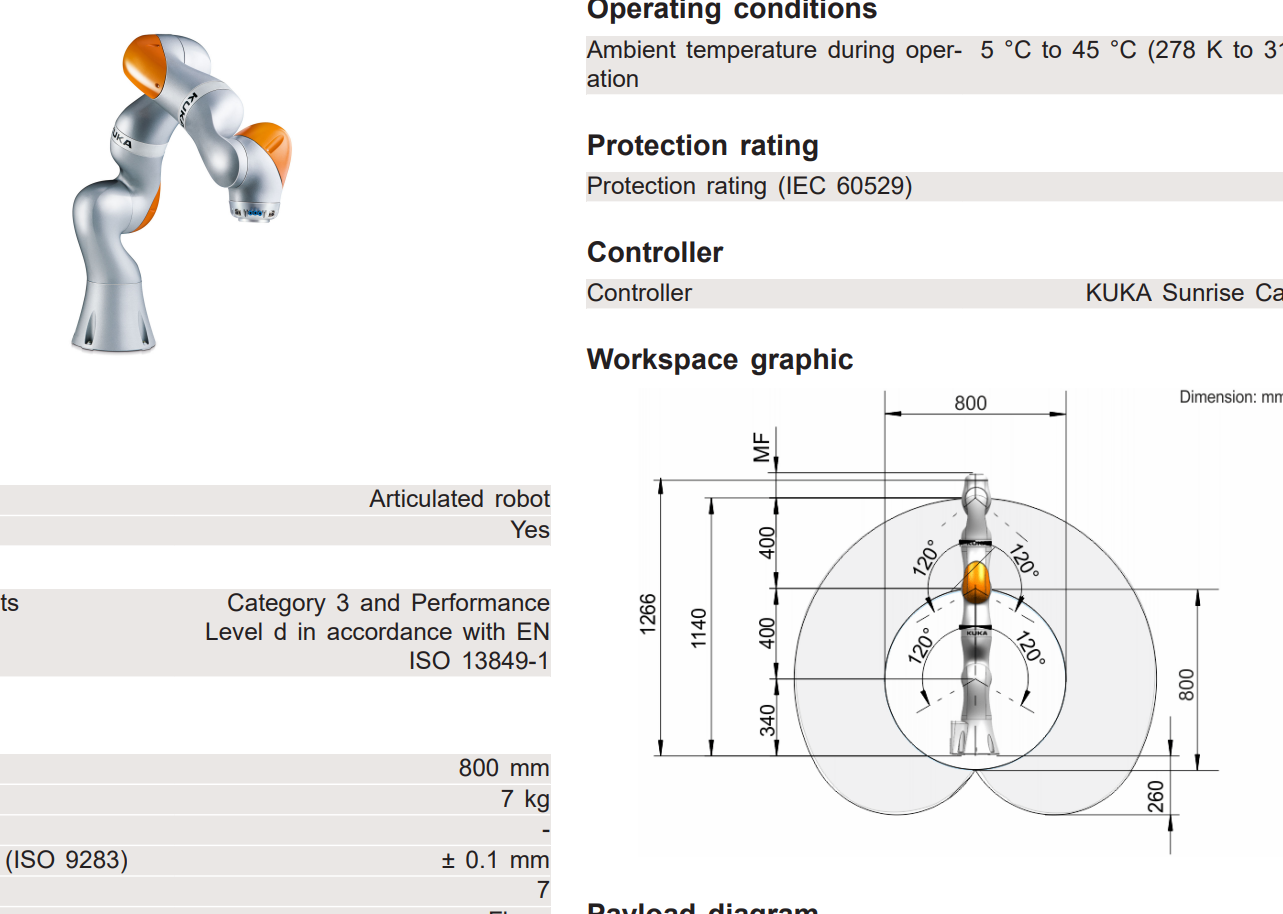 KUKA
KUKA
Articulated robot
Yes
ts Category 3 and Performance
Level d in accordance with EN
ISO 13849-1
800 mm
7 kg
-
(ISO 9283) ± 0.1 mm
7
Operating conditions
Ambient temperature during oper- 5 °C to 45 °C (278 K to 31
ation
Protection rating
Protection rating (IEC 60529)
Controller
Controller KUKA Sunrise Ca
Workspace graphic
Dimension: mm
800
MF
400
120°
120°
1266
1140
400
KUKA
120°
120°
800
340
260
Payload diagram